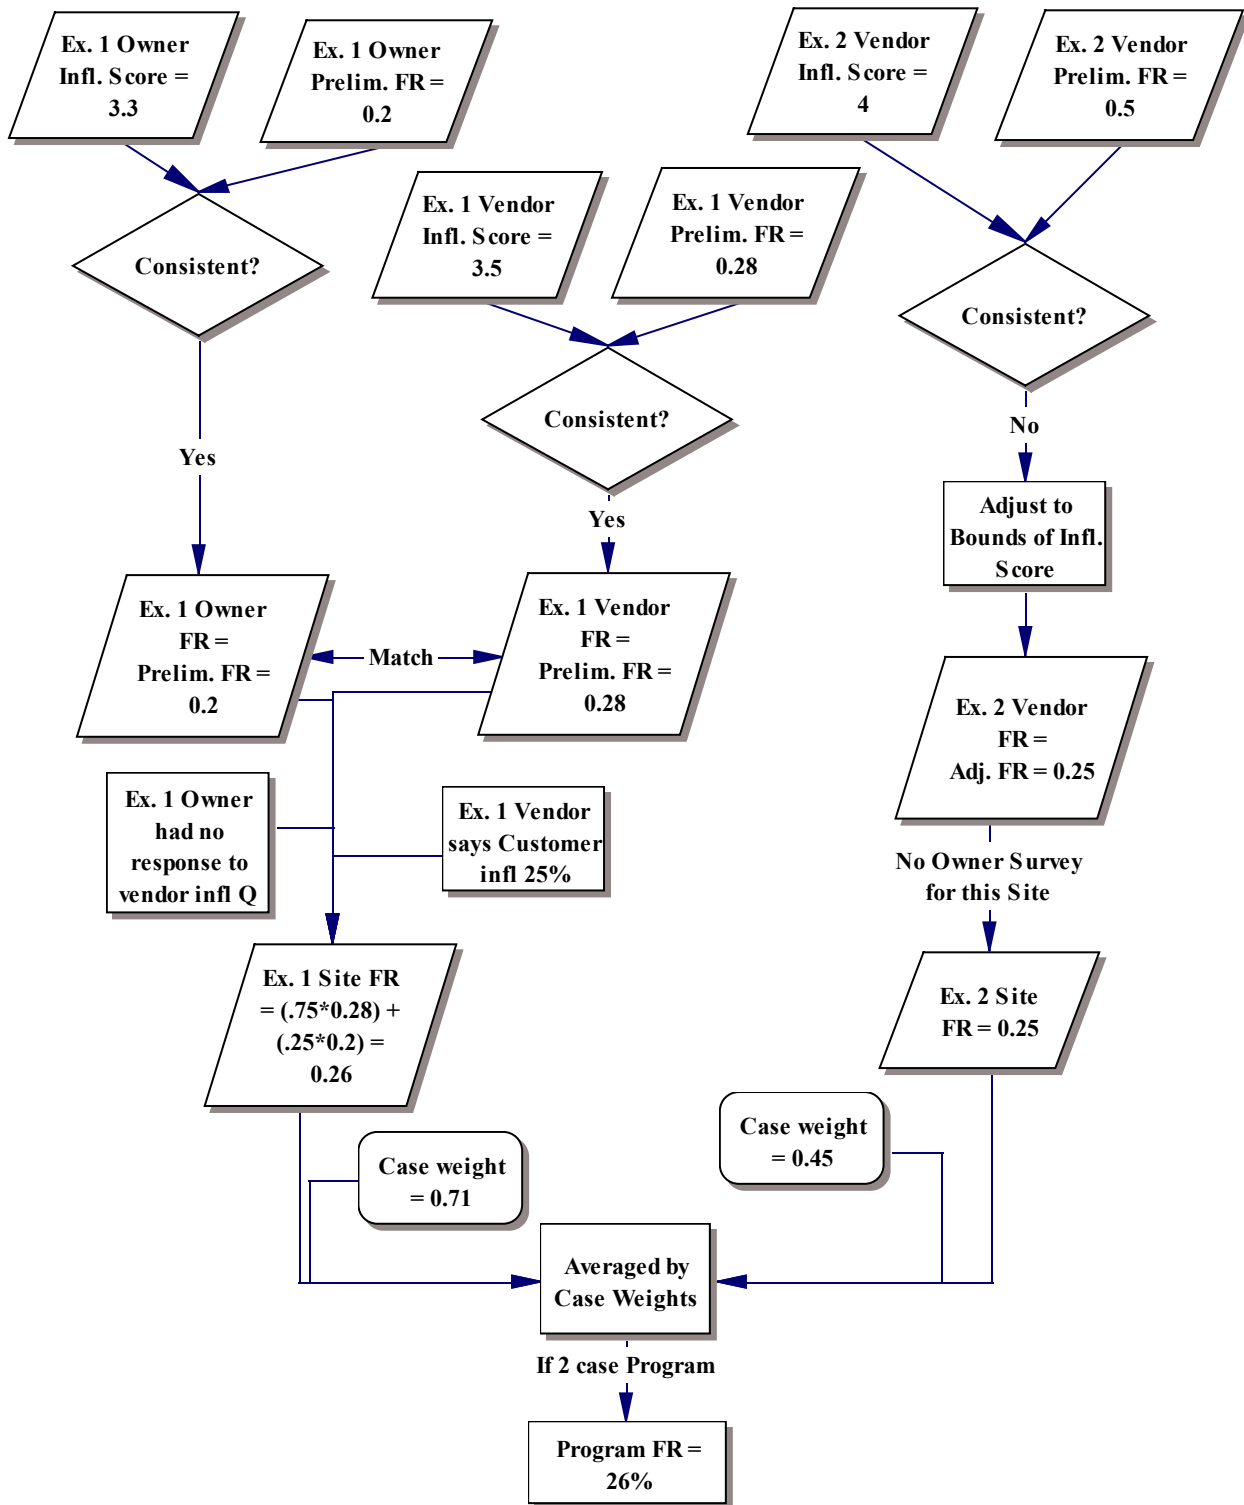 Ex. 1 Owner
Infl. Score =
3.3
Ex. 1 Owner
Prelim. FR =
0.2
Ex. 2 Vendor
Infl. Score =
4
Ex. 2 Vendor
Prelim. FR =
0.5
Ex. 1 Vendor
Infl. Score =
3.5
Ex. 1 Vendor
Prelim. FR =
0.28
Consistent?
Consistent?
Consistent?
Yes
Yes
No
Adjust to
Bounds of Infl.
Score
Ex. 1 Owner
FR =
Prelim. FR =
0.2
Match
Ex. 1 Vendor
FR =
Prelim. FR =
0.28
Ex. 2 Vendor
FR =
Adj. FR = 0.25
Ex. 1 Owner
had no
response to
vendor infl Q
Ex. 1 Vendor
says Customer
infl 25%
No Owner Survey
for this Site
Ex. 1 Site FR
= (.75*0.28) +
(.25*0.2) =
0.26
Ex. 2 Site
FR = 0.25
Case weight
= 0.71
Case weight
= 0.45
Averaged by
Case Weights
If 2 case Program
Program FR =
26%